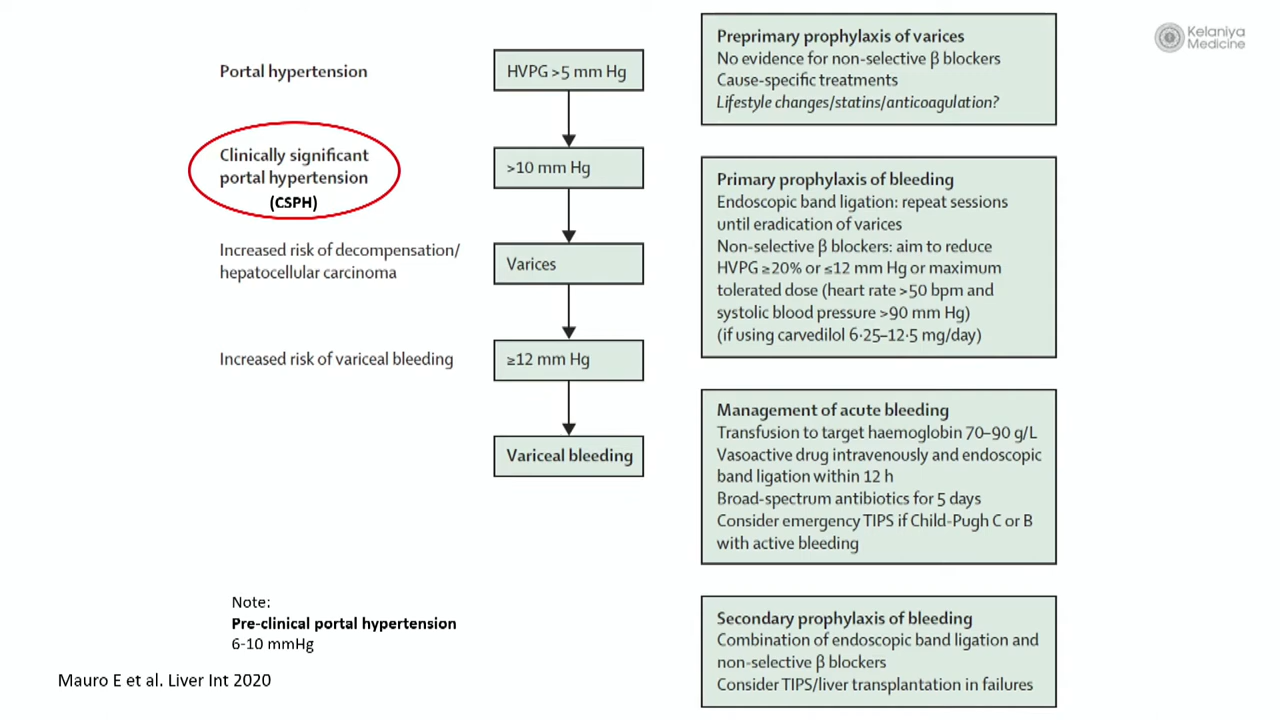 Kelaniya
Medicine
Portal hypertension
HVPG >5 mm Hg
Clinically significant
portal hypertension
(CSPH)
>10 mm Hg
Increased risk of decompensation/
hepatocellular carcinoma
Varices
Increased risk of variceal bleeding
≥12 mm Hg
Variceal bleeding
Preprimary prophylaxis of varices
No evidence for non-selective β blockers
Cause-specific treatments
Lifestyle changes/statins/anticoagulation?
Primary prophylaxis of bleeding
Endoscopic band ligation: repeat sessions
until eradication of varices
Non-selective β blockers: aim to reduce
HVPG ≥20% or ≤12 mm Hg or maximum
tolerated dose (heart rate >50 bpm and
systolic blood pressure >90 mm Hg)
(if using carvedilol 6·25–12·5 mg/day)
Management of acute bleeding
Transfusion to target haemoglobin 70–90 g/L
Vasoactive drug intravenously and endoscopic
band ligation within 12 h
Broad-spectrum antibiotics for 5 days
Consider emergency TIPS if Child-Pugh C or B
with active bleeding
Secondary prophylaxis of bleeding
Combination of endoscopic band ligation and
non-selective β blockers
Consider TIPS/liver transplantation in failures
Note:
Pre-clinical portal hypertension
6-10 mmHg
Mauro E et al. Liver Int 2020